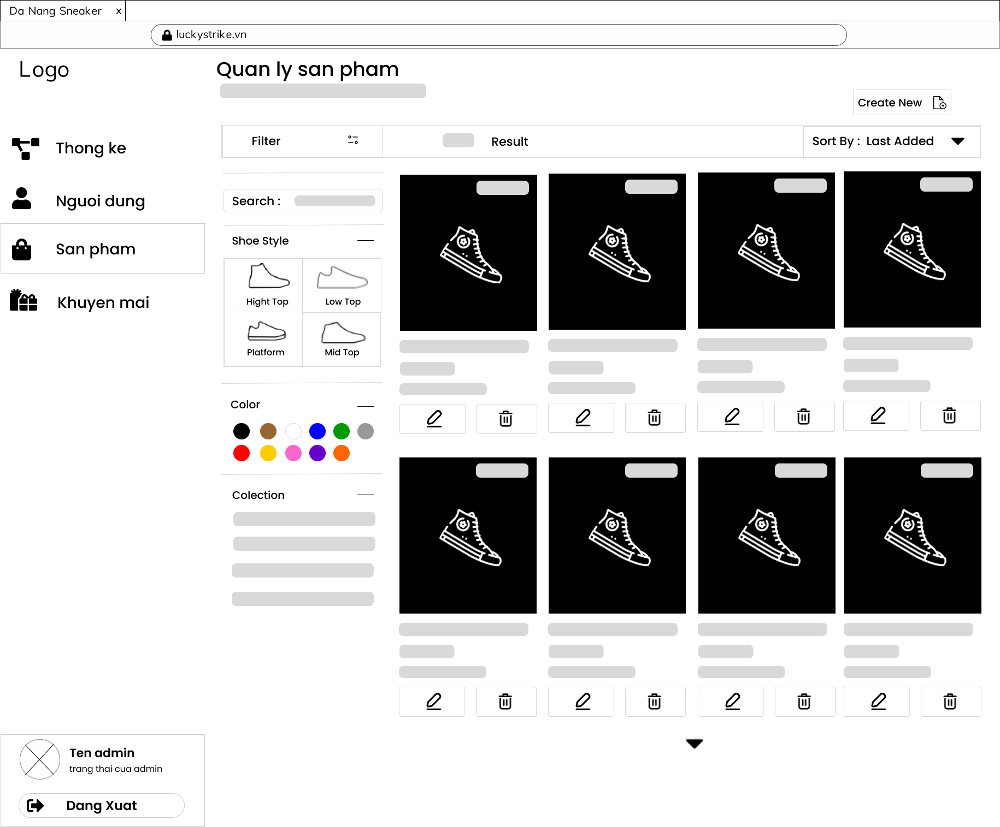 Da Nang Sneaker x
luckystrike.vn
Logo
Quan ly san pham
Create New
Thong ke
Nguoi dung
San pham
Khuyen mai
Filter
Result
Sort By : Last Added
Search :
Shoe Style
Hight Top
Low Top
Platform
Mid Top
Color
Colection
Ten admin
trang thai cua admin
Dang Xuat